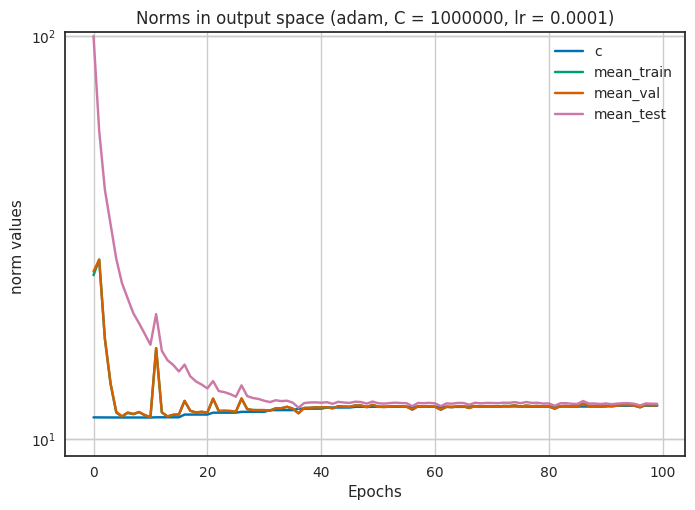 Norms in output space (adam, C = 1000000, lr = 0.0001)
c
mean_train
mean_val
mean_test
norm values
10²
10¹
0 20 40 60 80 100
Epochs